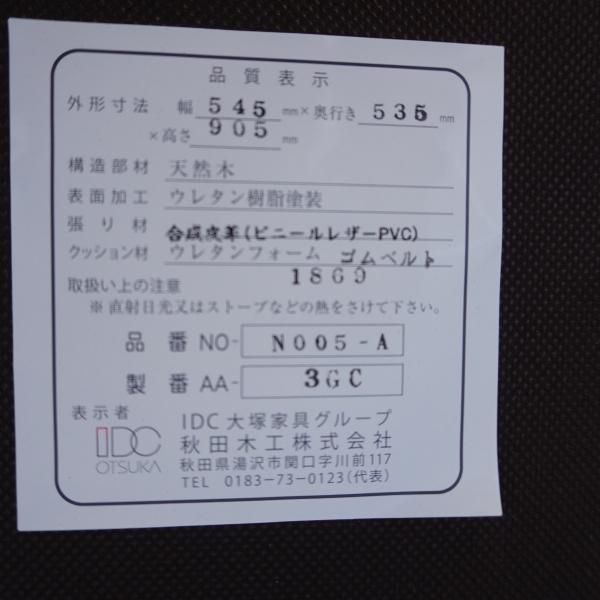 品質表示
外形寸法 幅 545 mm×奥行き 535 mm
×高さ 905 mm
構造部材 天然木
表面加工 ウレタン樹脂塗装
張り材 合成皮革(ビニールレザーPVC)
クッション材 ウレタンフォーム ゴムベルト
取扱い上の注意 1869
※直射日光又はストーブなどの熱をさけて下さい。
品番 NO- N005-A
製番 AA- 3GC
表示者
IDC
OTSUKA
IDC大塚家具グループ
秋田木工株式会社
秋田県湯沢市関口字川前117
TEL 0183-73-0123(代表)